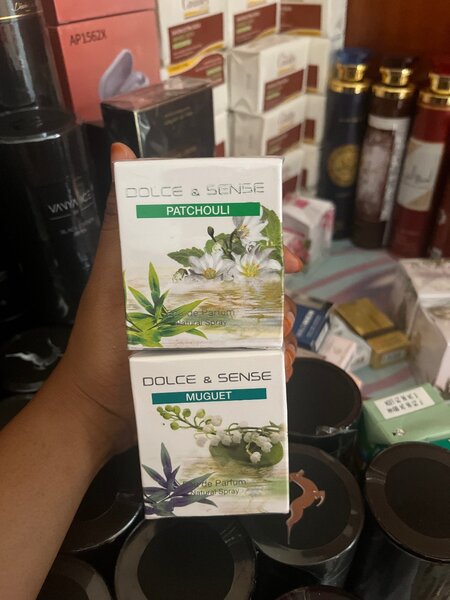 AP1562X
DOLCE & SENSE
PATCHOULI
Eau de Parfum
Natural Spray
DOLCE & SENSE
MUGUET
Eau de Parfum
Natural Spray